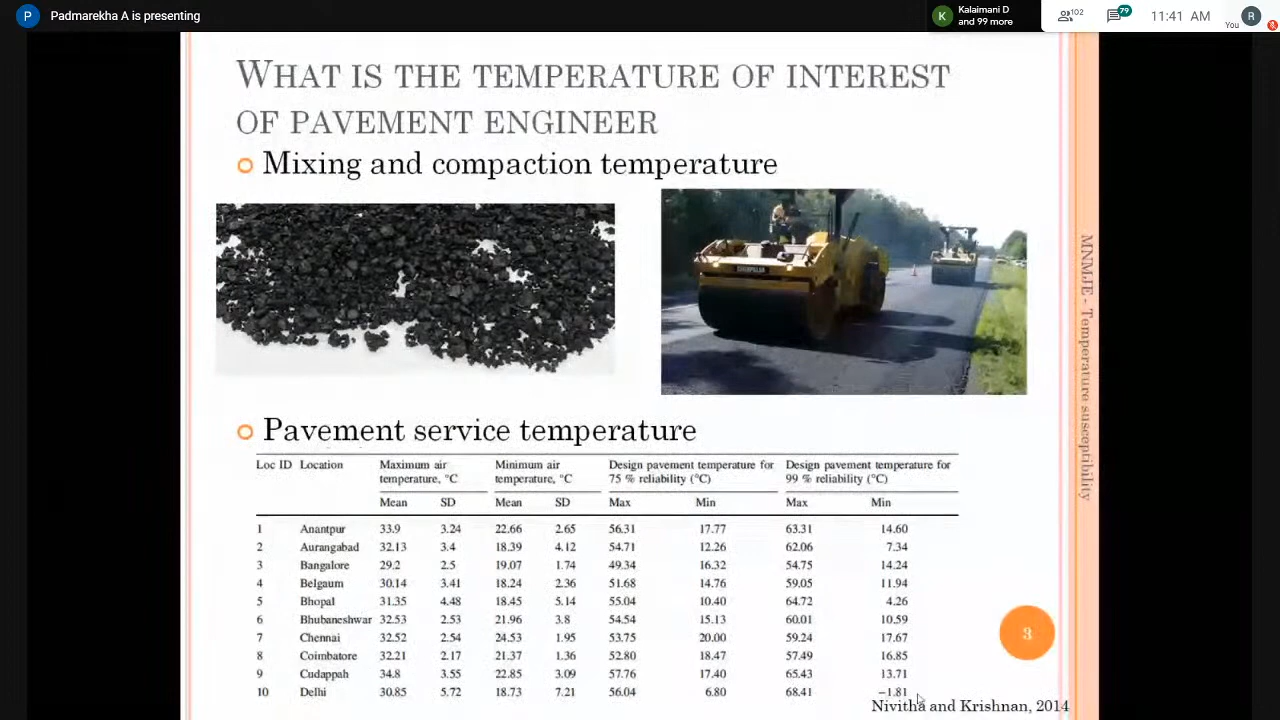 P Padmarekha A is presenting
K Kalaimani D
and 99 more
102
79
11:41 AM
You
R
WHAT IS THE TEMPERATURE OF INTEREST
OF PAVEMENT ENGINEER
Mixing and compaction temperature
CATERPILLAR
MNMJE - Temperature susceptibility
Pavement service temperature
Loc ID Location Maximum air temperature, °C Minimum air temperature, °C Design pavement temperature for 75 % reliability (°C) Design pavement temperature for 99 % reliability (°C)
Mean SD Mean SD Max Min Max Min
1 Anantpur 33.9 3.24 22.66 2.65 56.31 17.77 63.31 14.60
2 Aurangabad 32.13 3.4 18.39 4.12 54.71 12.26 62.06 7.34
3 Bangalore 29.2 2.5 19.07 1.74 49.34 16.32 54.75 14.24
4 Belgaum 30.14 3.41 18.24 2.36 51.68 14.76 59.05 11.94
5 Bhopal 31.35 4.48 18.45 5.14 55.04 10.40 64.72 4.26
6 Bhubaneshwar 32.53 2.53 21.96 3.8 54.54 15.13 60.01 10.59
7 Chennai 32.52 2.54 24.53 1.95 53.75 20.00 59.24 17.67
8 Coimbatore 32.21 2.17 21.37 1.36 52.80 18.47 57.49 16.85
9 Cudappah 34.8 3.55 22.85 3.09 57.76 17.40 65.43 13.71
10 Delhi 30.85 5.72 18.73 7.21 56.04 6.80 68.41 −1.81
3
Nivitha and Krishnan, 2014